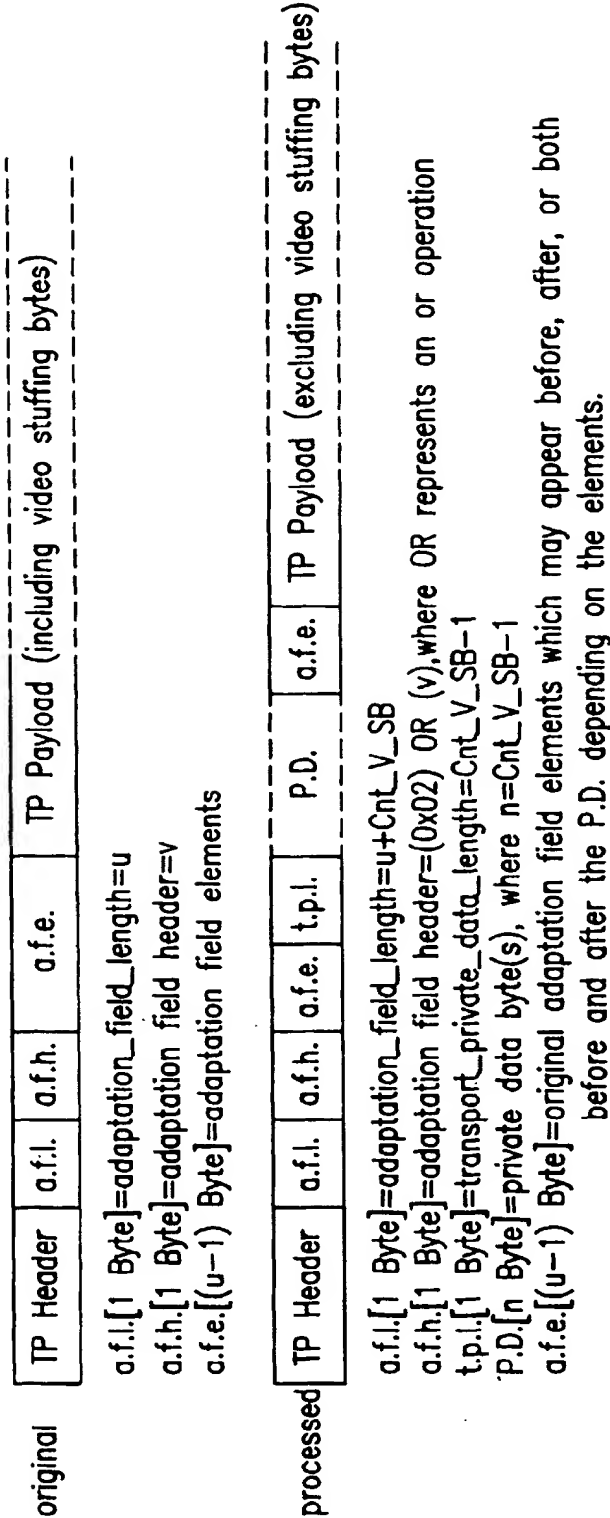 original TP Header a.f.l. a.f.h. a.f.e. TP Payload (including video stuffing bytes)
a.f.l.[1 Byte]=adaptation_field_length=u
a.f.h.[1 Byte]=adaptation field header=v
a.f.e.[(u-1) Byte]=adaptation field elements
processed TP Header a.f.l. a.f.h. a.f.e. t.p.l. P.D. a.f.e. TP Payload (excluding video stuffing bytes)
a.f.l.[1 Byte]=adaptation_field_length=u+Cnt_V_SB
a.f.h.[1 Byte]=adaptation field header=(0x02) OR (v),where OR represents an or operation
t.p.l.[1 Byte]=transport_private_data_length=Cnt_V_SB-1
P.D.[n Byte]=private data byte(s), where n=Cnt_V_SB-1
a.f.e.[(u-1) Byte]=original adaptation field elements which may appear before, after, or both
before and after the P.D. depending on the elements.